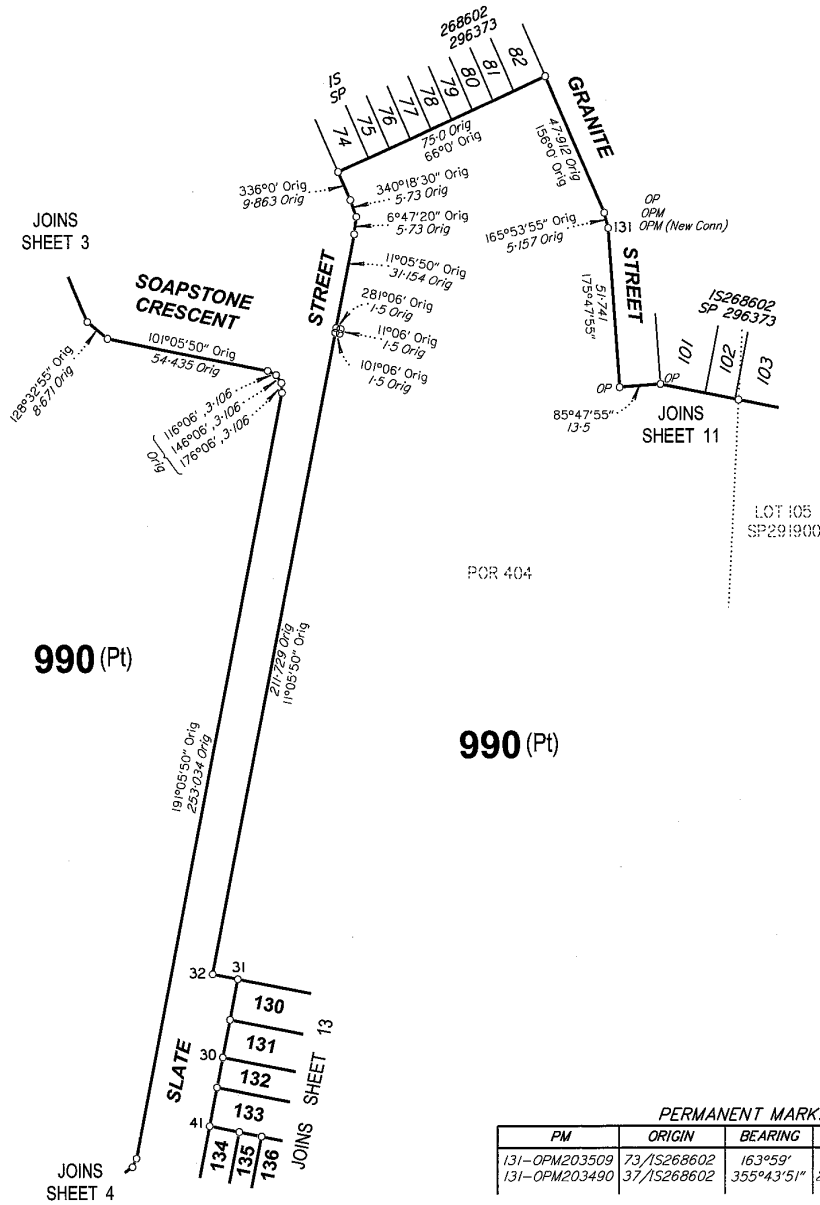 268602
296373
IS
SP
74
75
76
77
78
79
80
81
82
75·0 Orig
66°0' Orig
GRANITE
47·912 Orig
156°0' Orig
336°0' Orig
9·863 Orig
340°18'30" Orig
5·73 Orig
6°47'20" Orig
5·73 Orig
OP
OPM
131 OPM (New Conn)
165°53'55" Orig
5·157 Orig
JOINS
SHEET 3
SOAPSTONE
CRESCENT
STREET
11°05'50" Orig
31·154 Orig
281°06' Orig
1·5 Orig
11°06' Orig
1·5 Orig
101°06' Orig
1·5 Orig
STREET
51·741
175°47'55"
IS268602
SP 296373
101
102
103
OP
OP
85°47'55"
13·5
JOINS
SHEET 11
101°05'50" Orig
54·435 Orig
128°32'55" Orig
8·671 Orig
116°06', 3·106
146°06', 3·106
176°06', 3·106
Orig
LOT 105
SP291900
POR 404
990 (Pt)
990 (Pt)
211·729 Orig
11°05'50" Orig
191°05'50" Orig
253·034 Orig
32
31
130
131
30
132
133
41
134
135
136
SLATE
JOINS
SHEET 13
JOINS
SHEET 4
PERMANENT MARK
PM ORIGIN BEARING
131-OPM203509 73/IS268602 163°59'
131-OPM203490 37/IS268602 355°43'51"